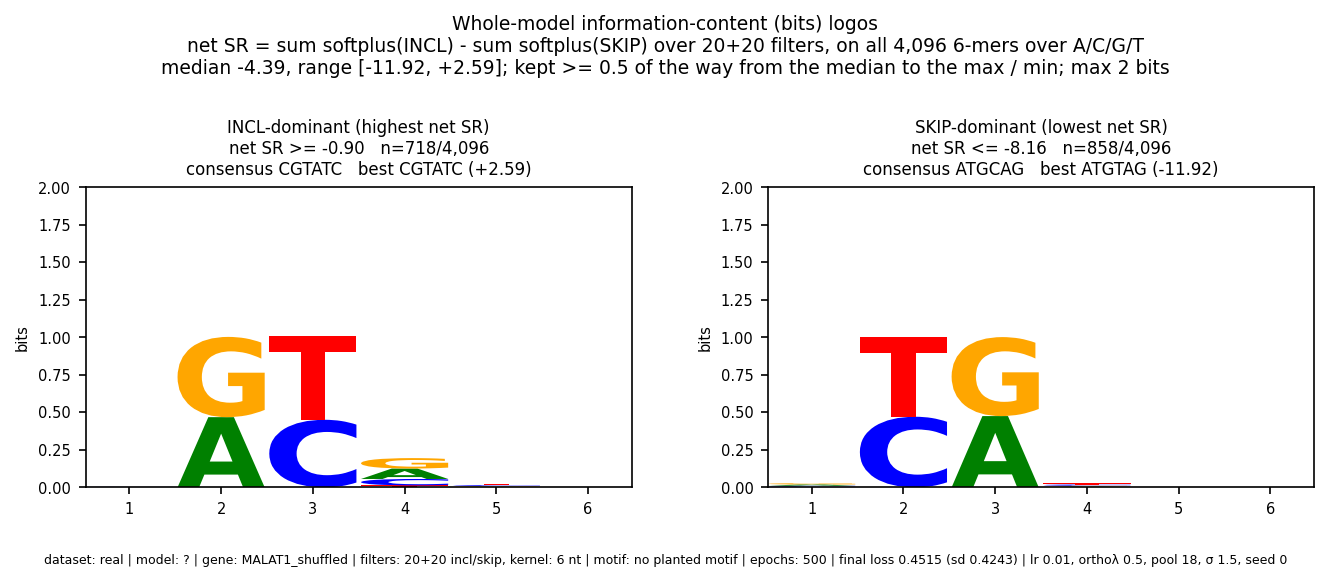 Whole-model information-content (bits) logos
net SR = sum softplus(INCL) - sum softplus(SKIP) over 20+20 filters, on all 4,096 6-mers over A/C/G/T
median -4.39, range [-11.92, +2.59]; kept >= 0.5 of the way from the median to the max / min; max 2 bits
INCL-dominant (highest net SR)
net SR >= -0.90   n=718/4,096
consensus CGTATC   best CGTATC (+2.59)
2.00
1.75
1.50
1.25
1.00
0.75
0.50
0.25
0.00
bits
G T
A C
G
A
C
1 2 3 4 5 6
SKIP-dominant (lowest net SR)
net SR <= -8.16   n=858/4,096
consensus ATGCAG   best ATGTAG (-11.92)
2.00
1.75
1.50
1.25
1.00
0.75
0.50
0.25
0.00
bits
T G
C A
1 2 3 4 5 6
dataset: real | model: ? | gene: MALAT1_shuffled | filters: 20+20 incl/skip, kernel: 6 nt | motif: no planted motif | epochs: 500 | final loss 0.4515 (sd 0.4243) | lr 0.01, orthoλ 0.5, pool 18, σ 1.5, seed 0